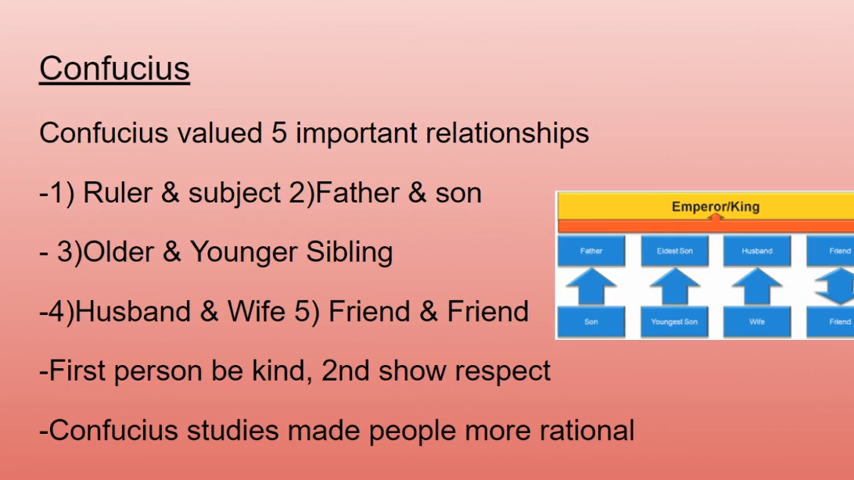 Confucius
Confucius valued 5 important relationships
-1) Ruler & subject 2)Father & son
- 3)Older & Younger Sibling
-4)Husband & Wife 5) Friend & Friend
-First person be kind, 2nd show respect
-Confucius studies made people more rational
Emperor/King
Father Eldest Son Husband Friend
Son Youngest Son Wife Friend